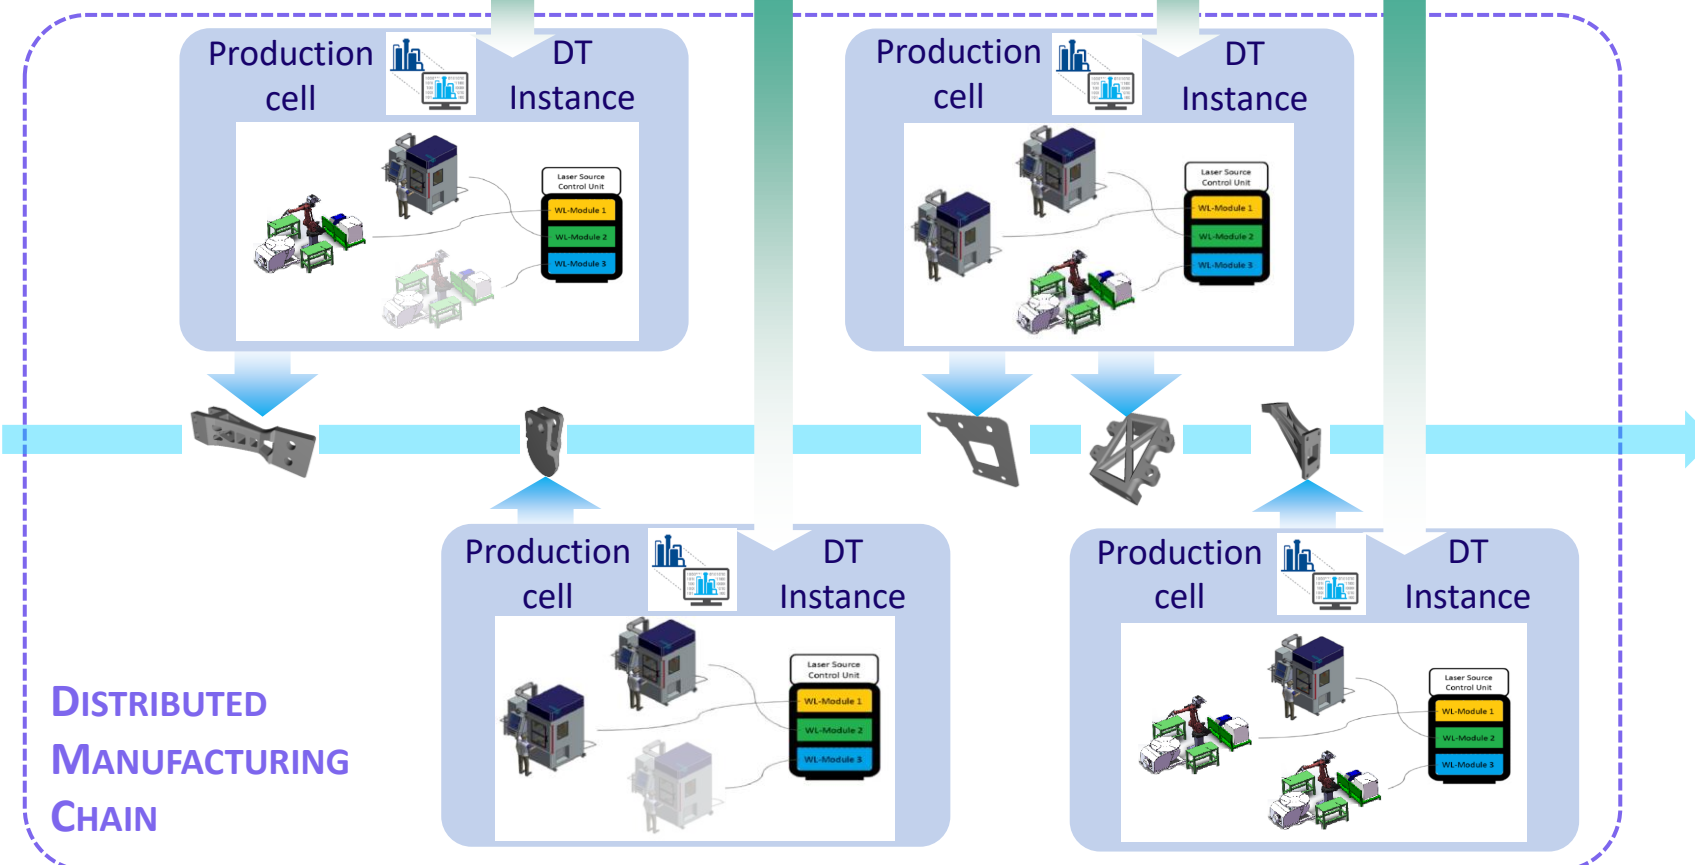 Production
cell
DT
Instance
Laser Source
Control Unit
WL-Module 1
WL-Module 2
WL-Module 3
Production
cell
DT
Instance
Laser Source
Control Unit
WL-Module 1
WL-Module 2
WL-Module 3
Production
cell
DT
Instance
Laser Source
Control Unit
WL-Module 1
WL-Module 2
WL-Module 3
Production
cell
DT
Instance
Laser Source
Control Unit
WL-Module 1
WL-Module 2
WL-Module 3
DISTRIBUTED
MANUFACTURING
CHAIN